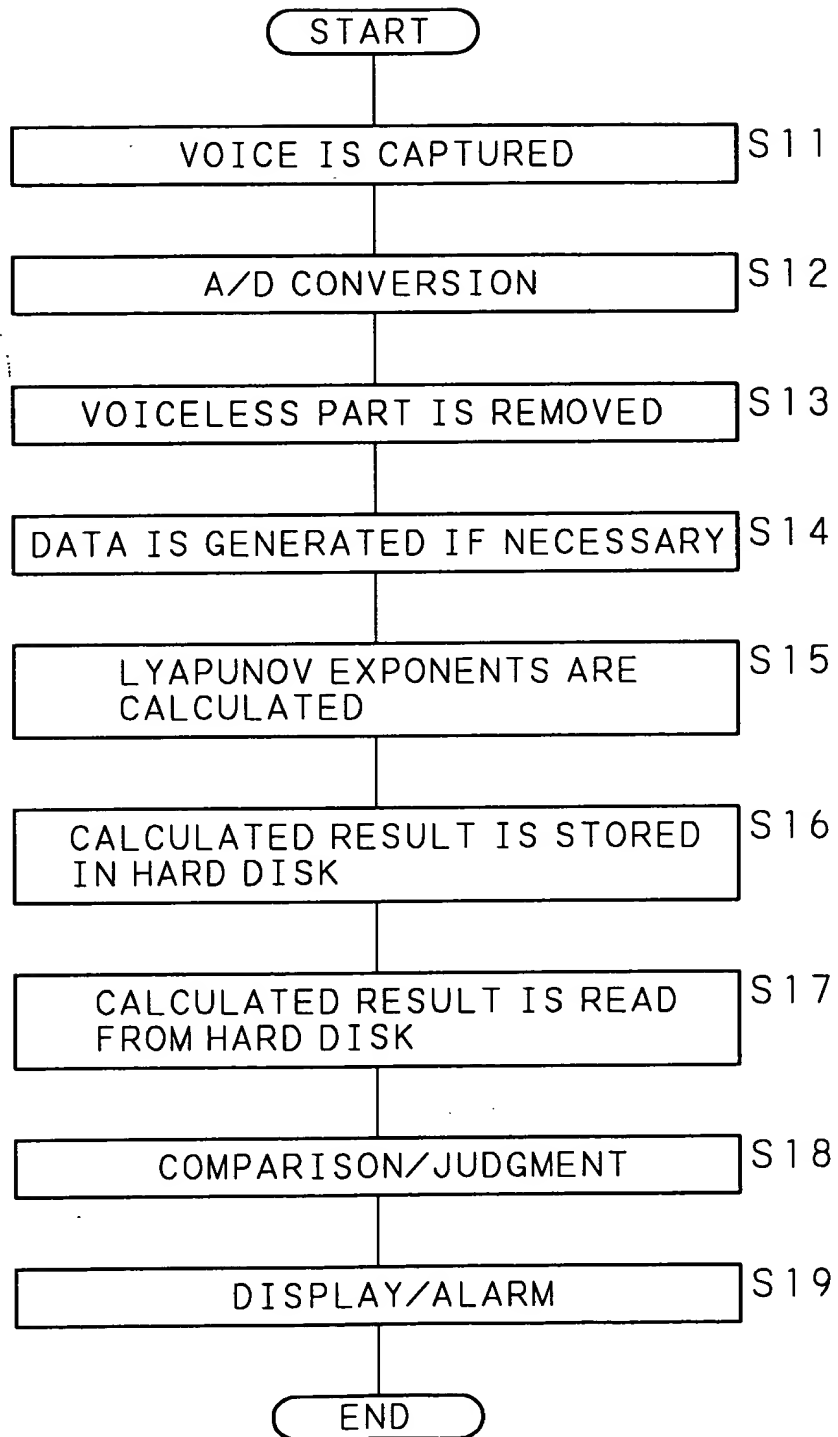 START
VOICE IS CAPTURED S11
A/D CONVERSION S12
VOICELESS PART IS REMOVED S13
DATA IS GENERATED IF NECESSARY S14
LYAPUNOV EXPONENTS ARE S15
CALCULATED
CALCULATED RESULT IS STORED S16
IN HARD DISK
CALCULATED RESULT IS READ S17
FROM HARD DISK
COMPARISON/JUDGMENT S18
DISPLAY/ALARM S19
END